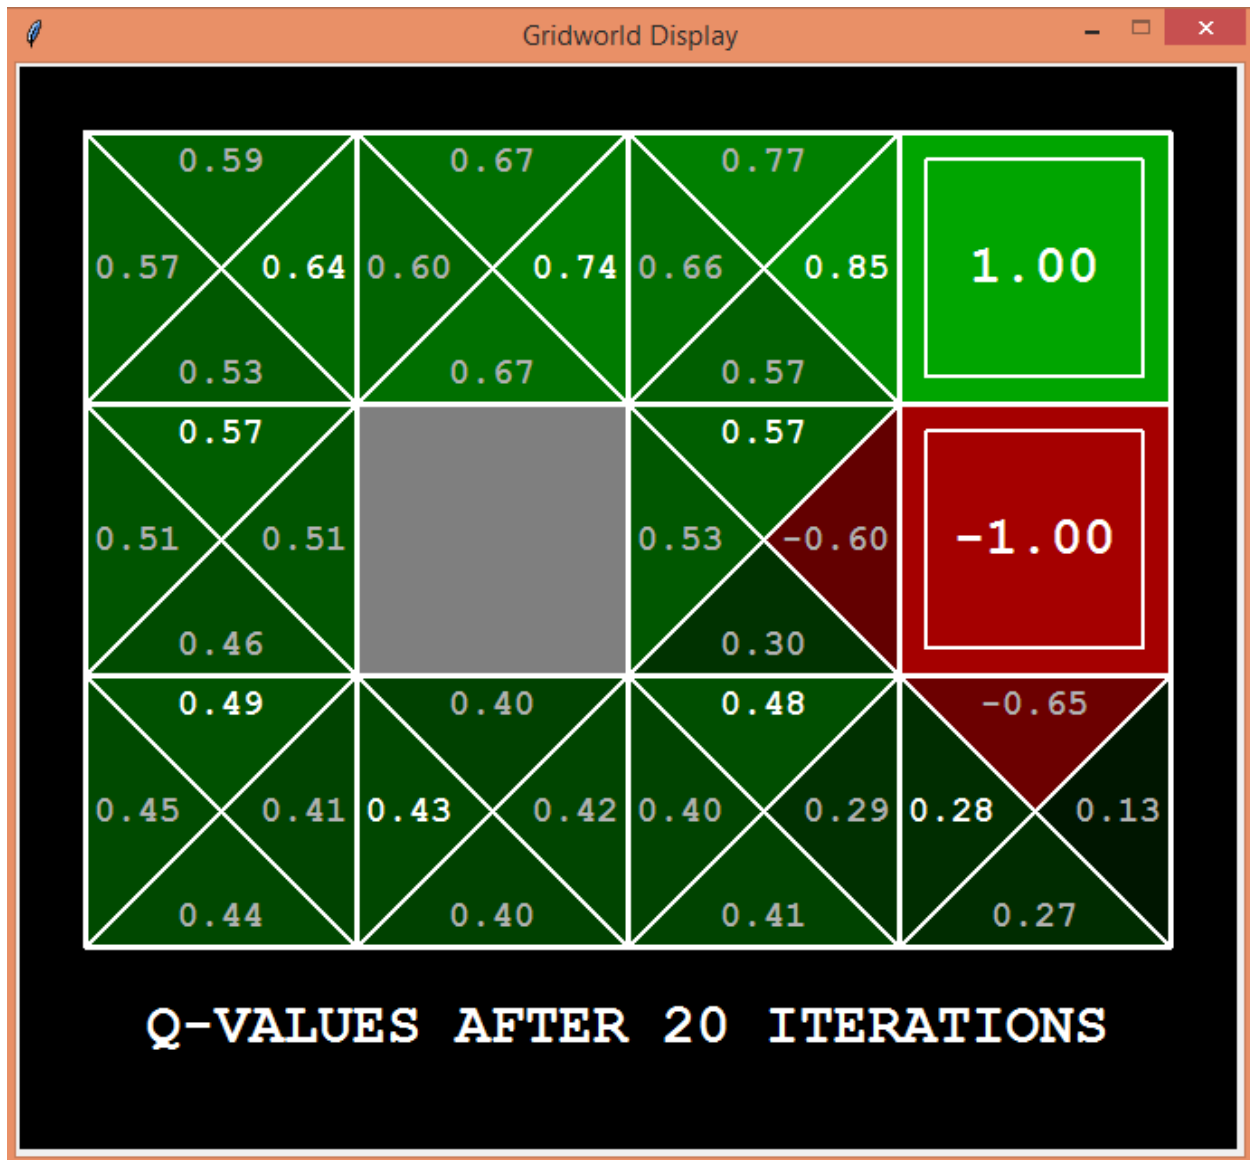 Gridworld Display
0.59 0.67 0.77
0.57 0.64 0.60 0.74 0.66 0.85 1.00
0.53 0.67 0.57
0.57 0.57
0.51 0.51 0.53 -0.60 -1.00
0.46 0.30
0.49 0.40 0.48 -0.65
0.45 0.41 0.43 0.42 0.40 0.29 0.28 0.13
0.44 0.40 0.41 0.27
Q-VALUES AFTER 20 ITERATIONS